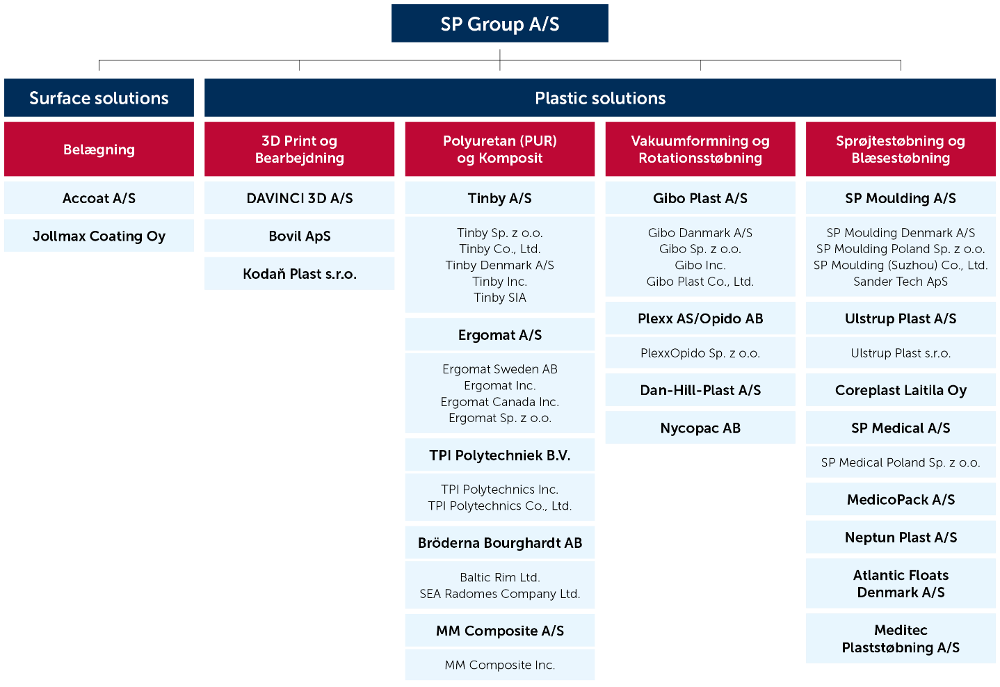 SP Group A/S
Surface solutions
Plastic solutions
Belægning
Accoat A/S
Jollmax Coating Oy
3D Print og
Bearbejdning
DAVINCI 3D A/S
Bovil ApS
Kodaň Plast s.r.o.
Polyuretan (PUR)
og Komposit
Tinby A/S
Tinby Sp. z o.o.
Tinby Co., Ltd.
Tinby Denmark A/S
Tinby Inc.
Tinby SIA
Ergomat A/S
Ergomat Sweden AB
Ergomat Inc.
Ergomat Canada Inc.
Ergomat Sp. z o.o.
TPI Polytechniek B.V.
TPI Polytechnics Inc.
TPI Polytechnics Co., Ltd.
Bröderna Bourghardt AB
Baltic Rim Ltd.
SEA Radomes Company Ltd.
MM Composite A/S
MM Composite Inc.
Vakuumformning og
Rotationsstøbning
Gibo Plast A/S
Gibo Danmark A/S
Gibo Sp. z o.o.
Gibo Inc.
Gibo Plast Co., Ltd.
Plexx AS/Opido AB
PlexxOpido Sp. z o.o.
Dan-Hill-Plast A/S
Nycopac AB
Sprøjtestøbning og
Blæsestøbning
SP Moulding A/S
SP Moulding Denmark A/S
SP Moulding Poland Sp. z o.o.
SP Moulding (Suzhou) Co., Ltd.
Sander Tech ApS
Ulstrup Plast A/S
Ulstrup Plast s.r.o.
Coreplast Laitila Oy
SP Medical A/S
SP Medical Poland Sp. z o.o.
MedicoPack A/S
Neptun Plast A/S
Atlantic Floats
Denmark A/S
Meditec
Plaststøbning A/S